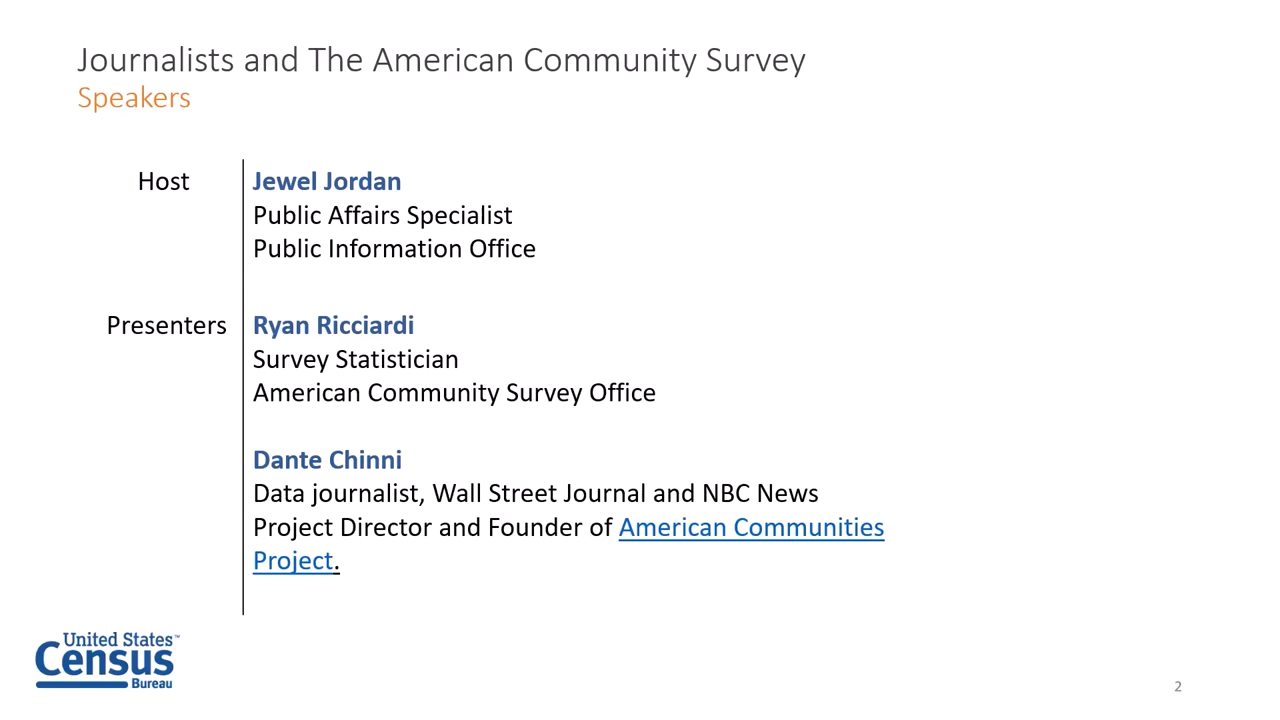 Journalists and The American Community Survey
Speakers
Host
Jewel Jordan
Public Affairs Specialist
Public Information Office
Presenters
Ryan Ricciardi
Survey Statistician
American Community Survey Office
Dante Chinni
Data journalist, Wall Street Journal and NBC News
Project Director and Founder of American Communities
Project.
United States™
Census
Bureau
2